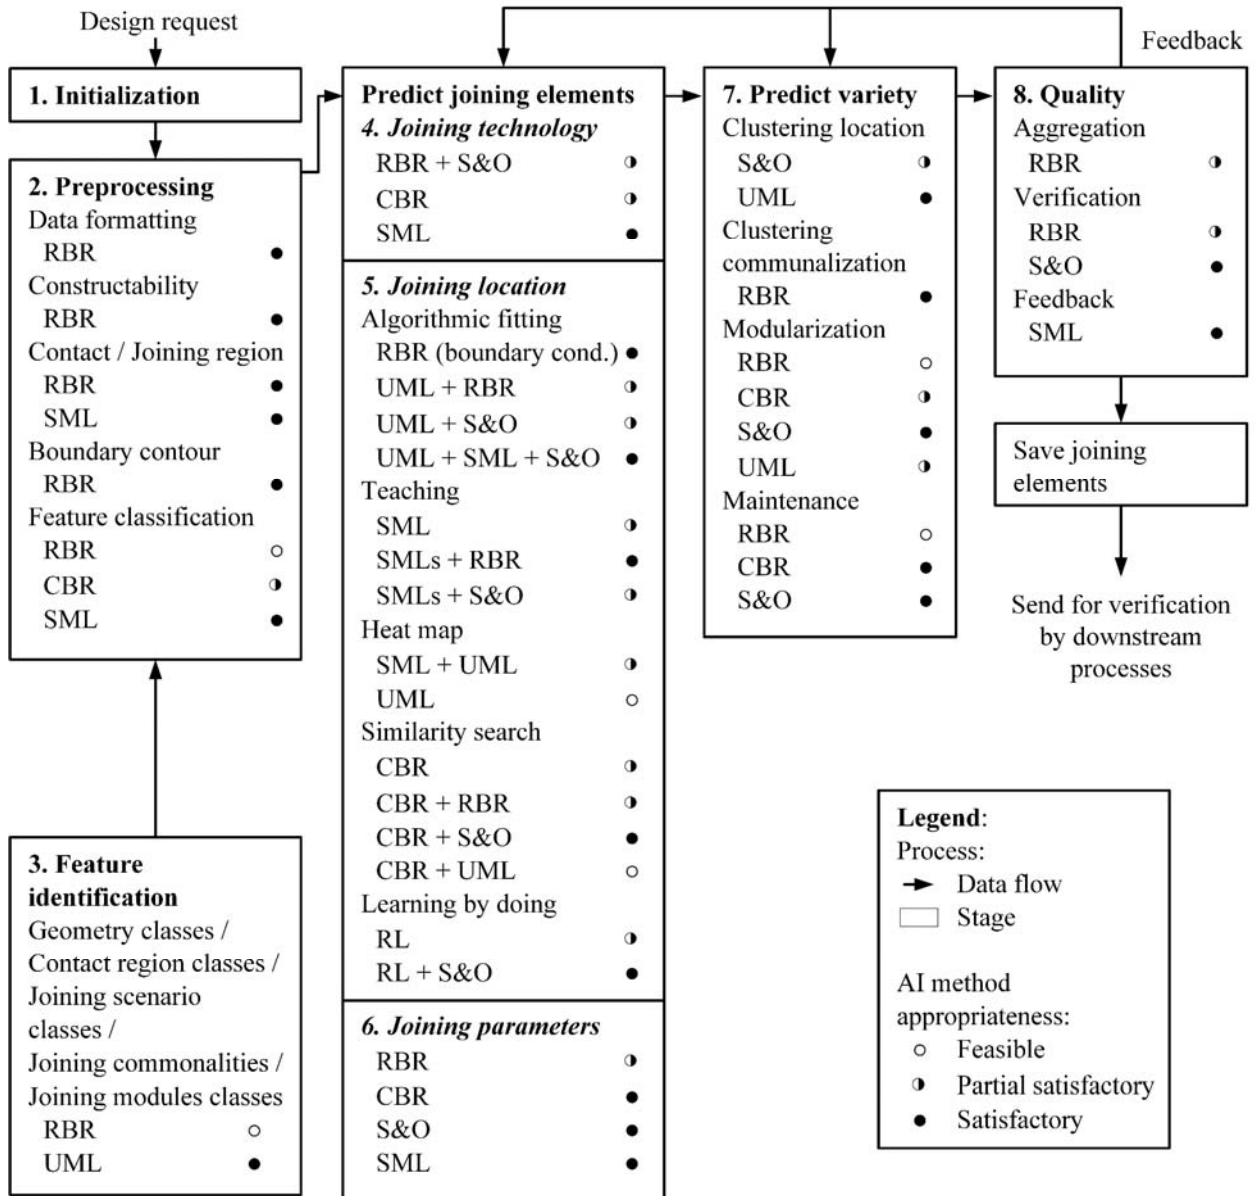 Design request
1. Initialization
2. Preprocessing
Data formatting
RBR ●
Constructability
RBR ●
Contact / Joining region
RBR ●
SML ●
Boundary contour
RBR ●
Feature classification
RBR ○
CBR ◑
SML ●
3. Feature
identification
Geometry classes /
Contact region classes /
Joining scenario
classes /
Joining commonalities /
Joining modules classes
RBR ○
UML ●
Predict joining elements
4. Joining technology
RBR + S&O ◑
CBR ◑
SML ●
5. Joining location
Algorithmic fitting
RBR (boundary cond.) ●
UML + RBR ◑
UML + S&O ◑
UML + SML + S&O ●
Teaching
SML ◑
SMLs + RBR ●
SMLs + S&O ◑
Heat map
SML + UML ◑
UML ○
Similarity search
CBR ◑
CBR + RBR ◑
CBR + S&O ●
CBR + UML ○
Learning by doing
RL ◑
RL + S&O ●
6. Joining parameters
RBR ◑
CBR ●
S&O ●
SML ●
7. Predict variety
Clustering location
S&O ◑
UML ●
Clustering
communalization
RBR ●
Modularization
RBR ○
CBR ◑
S&O ●
UML ◑
Maintenance
RBR ○
CBR ●
S&O ●
Feedback
8. Quality
Aggregation
RBR ◑
Verification
RBR ◑
S&O ●
Feedback
SML ●
Save joining
elements
Send for verification
by downstream
processes
Legend:
Process:
Data flow
Stage
AI method
appropriateness:
○ Feasible
◑ Partial satisfactory
● Satisfactory